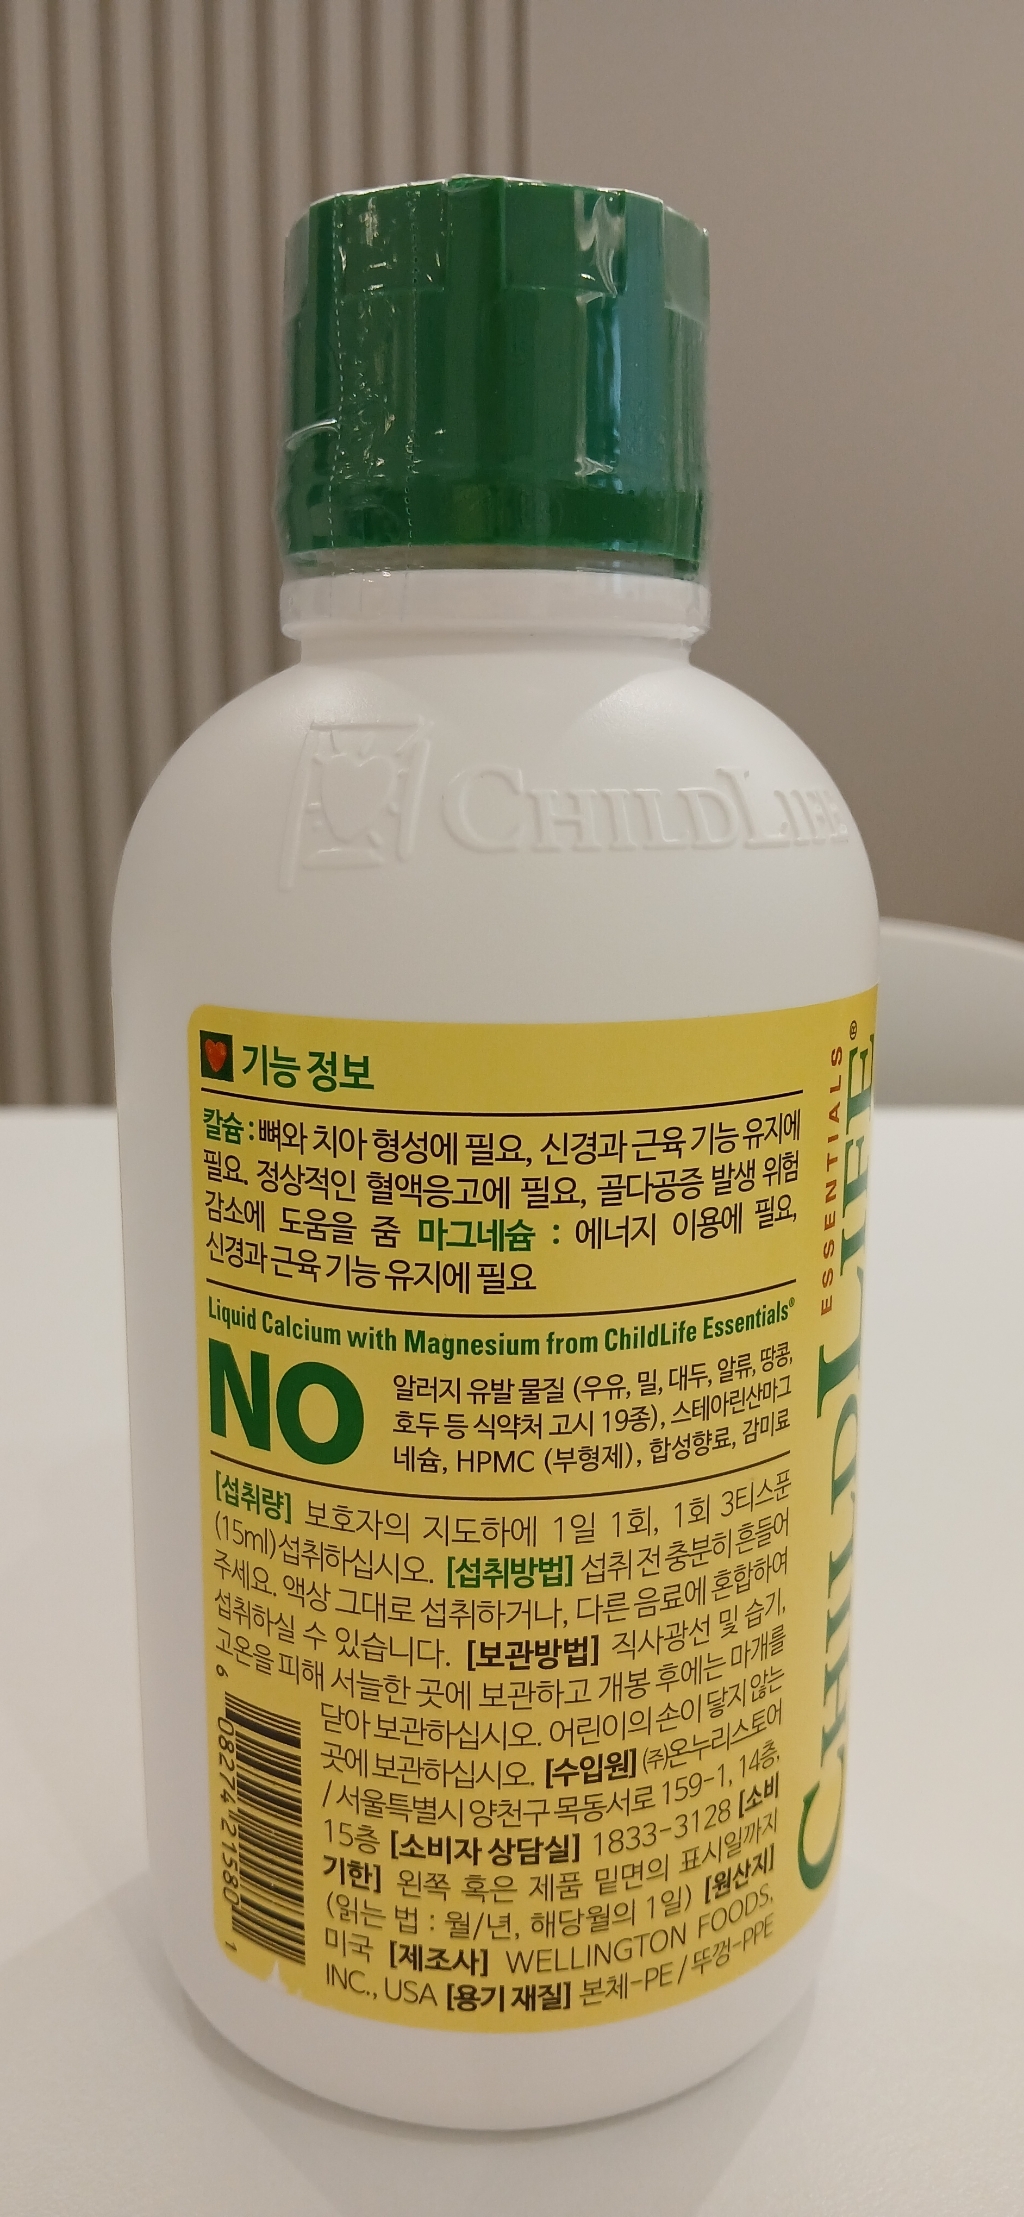 CHILDLIFE
기능 정보
칼슘 : 뼈와 치아 형성에 필요, 신경과 근육 기능 유지에
필요. 정상적인 혈액응고에 필요, 골다공증 발생 위험
감소에 도움을 줌 마그네슘 : 에너지 이용에 필요,
신경과 근육 기능 유지에 필요
Liquid Calcium with Magnesium from ChildLife Essentials®
NO
알러지 유발 물질 (우유, 밀, 대두, 알류, 땅콩,
호두 등 식약처 고시 19종), 스테아린산마그
네슘, HPMC (부형제), 합성향료, 감미료
[섭취량] 보호자의 지도하에 1일 1회, 1회 3티스푼
(15ml)섭취하십시오. [섭취방법] 섭취 전 충분히 흔들어
주세요. 액상 그대로 섭취하거나, 다른 음료에 혼합하여
섭취하실 수 있습니다. [보관방법] 직사광선 및 습기,
고온을 피해 서늘한 곳에 보관하고 개봉 후에는 마개를
닫아 보관하십시오. 어린이의 손이 닿지 않는
곳에 보관하십시오. [수입원] ㈜온누리스토어
/ 서울특별시 양천구 목동서로 159-1, 14층,
15층 [소비자 상담실] 1833-3128 [소비
기한] 왼쪽 혹은 제품 밑면의 표시일까지
(읽는 법 : 월/년, 해당월의 1일) [원산지]
미국 [제조사] WELLINGTON FOODS,
INC., USA [용기 재질] 본체-PE / 뚜껑-PPE
6 08274 21580 1
CHILDLIFE®
ESSENTIALS